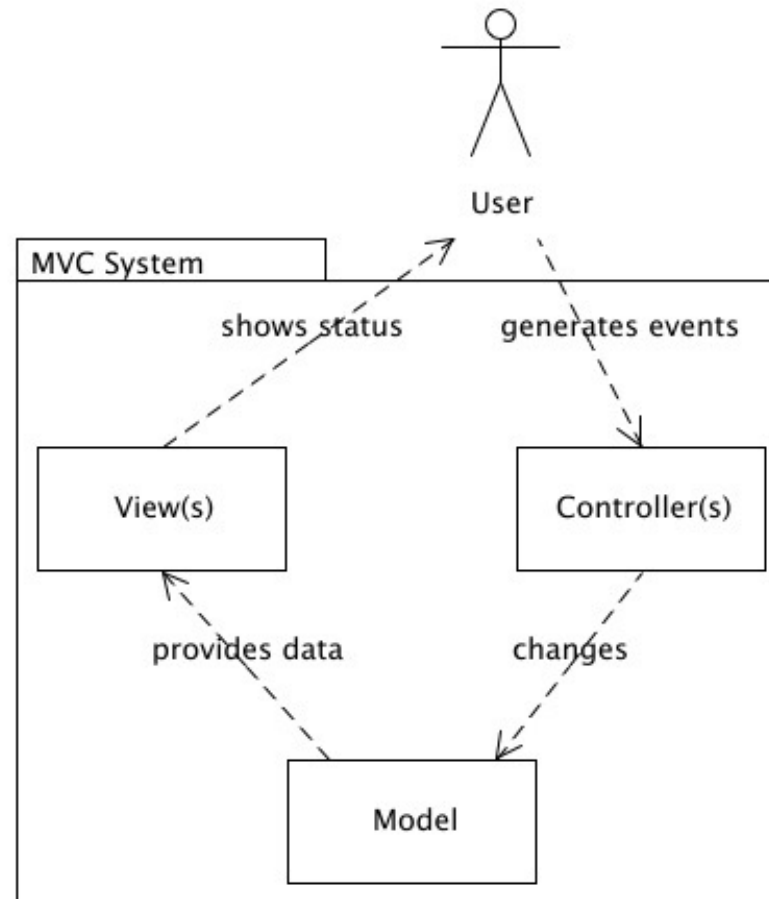 User
MVC System
shows status
generates events
View(s)
Controller(s)
provides data
changes
Model